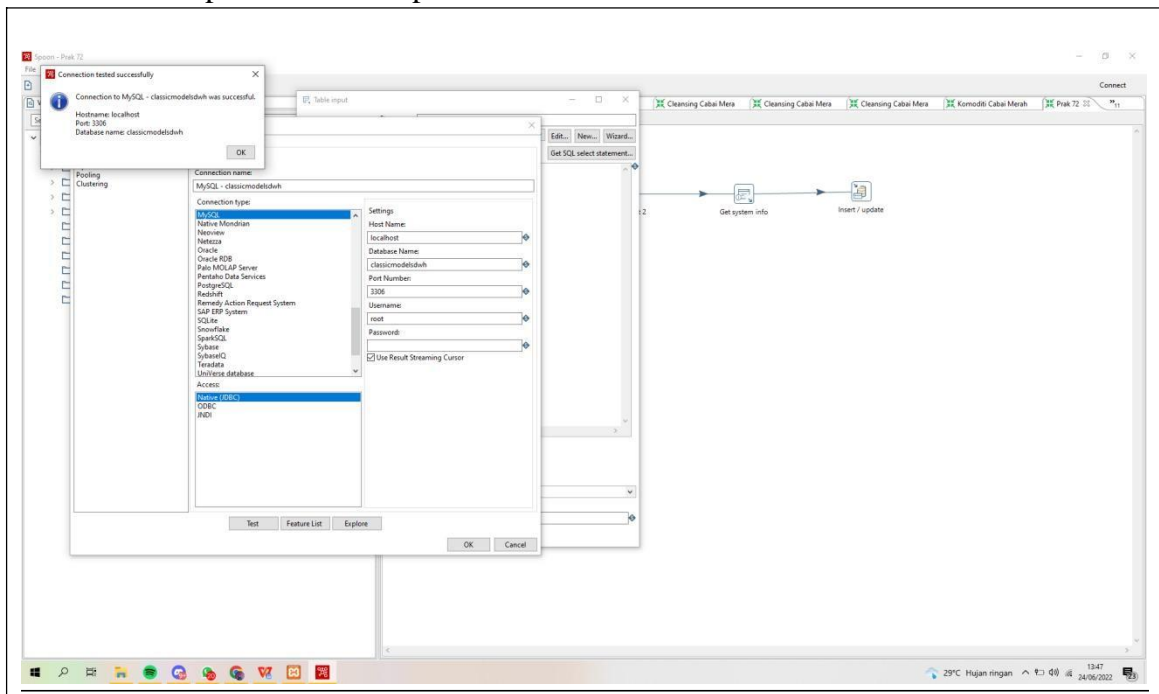 Spoon - Prak 72
File
Connect
Connection tested successfully
Connection to MySQL - classicmodelsdwh was successful.
Hostname: localhost
Port: 3306
Database name: classicmodelsdwh
OK
Table input
Edit... New... Wizard...
Get SQL select statement...
Cleansing Cabai Mera
Cleansing Cabai Mera
Cleansing Cabai Mera
Komoditi Cabai Merah
Prak 72
Pooling
Clustering
Connection name:
MySQL - classicmodelsdwh
Connection type:
MySQL
Native Mondrian
Neoview
Netezza
Oracle
Oracle RDB
Palo MOLAP Server
Pentaho Data Services
PostgreSQL
Redshift
Remedy Action Request System
SAP ERP System
SQLite
Snowflake
SparkSQL
Sybase
SybaseIQ
Teradata
UniVerse database
Access:
Native (JDBC)
ODBC
JNDI
Settings
Host Name:
localhost
Database Name:
classicmodelsdwh
Port Number:
3306
Username:
root
Password:
Use Result Streaming Cursor
Test Feature List Explore
OK Cancel
2
Get system info
Insert / update
29°C Hujan ringan
13:47
24/06/2022